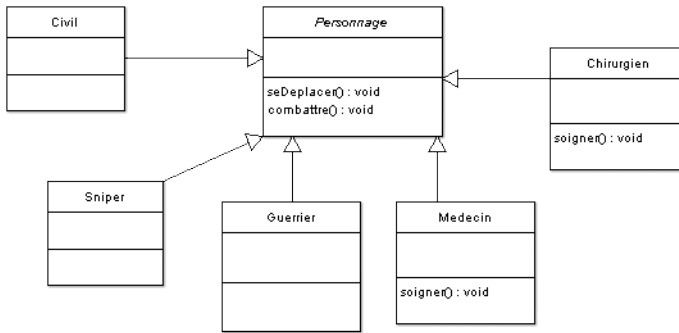 Civil
Personnage
seDeplacer() : void
combattre() : void
Chirurgien
soigner() : void
Sniper
Guerrier
Medecin
soigner() : void